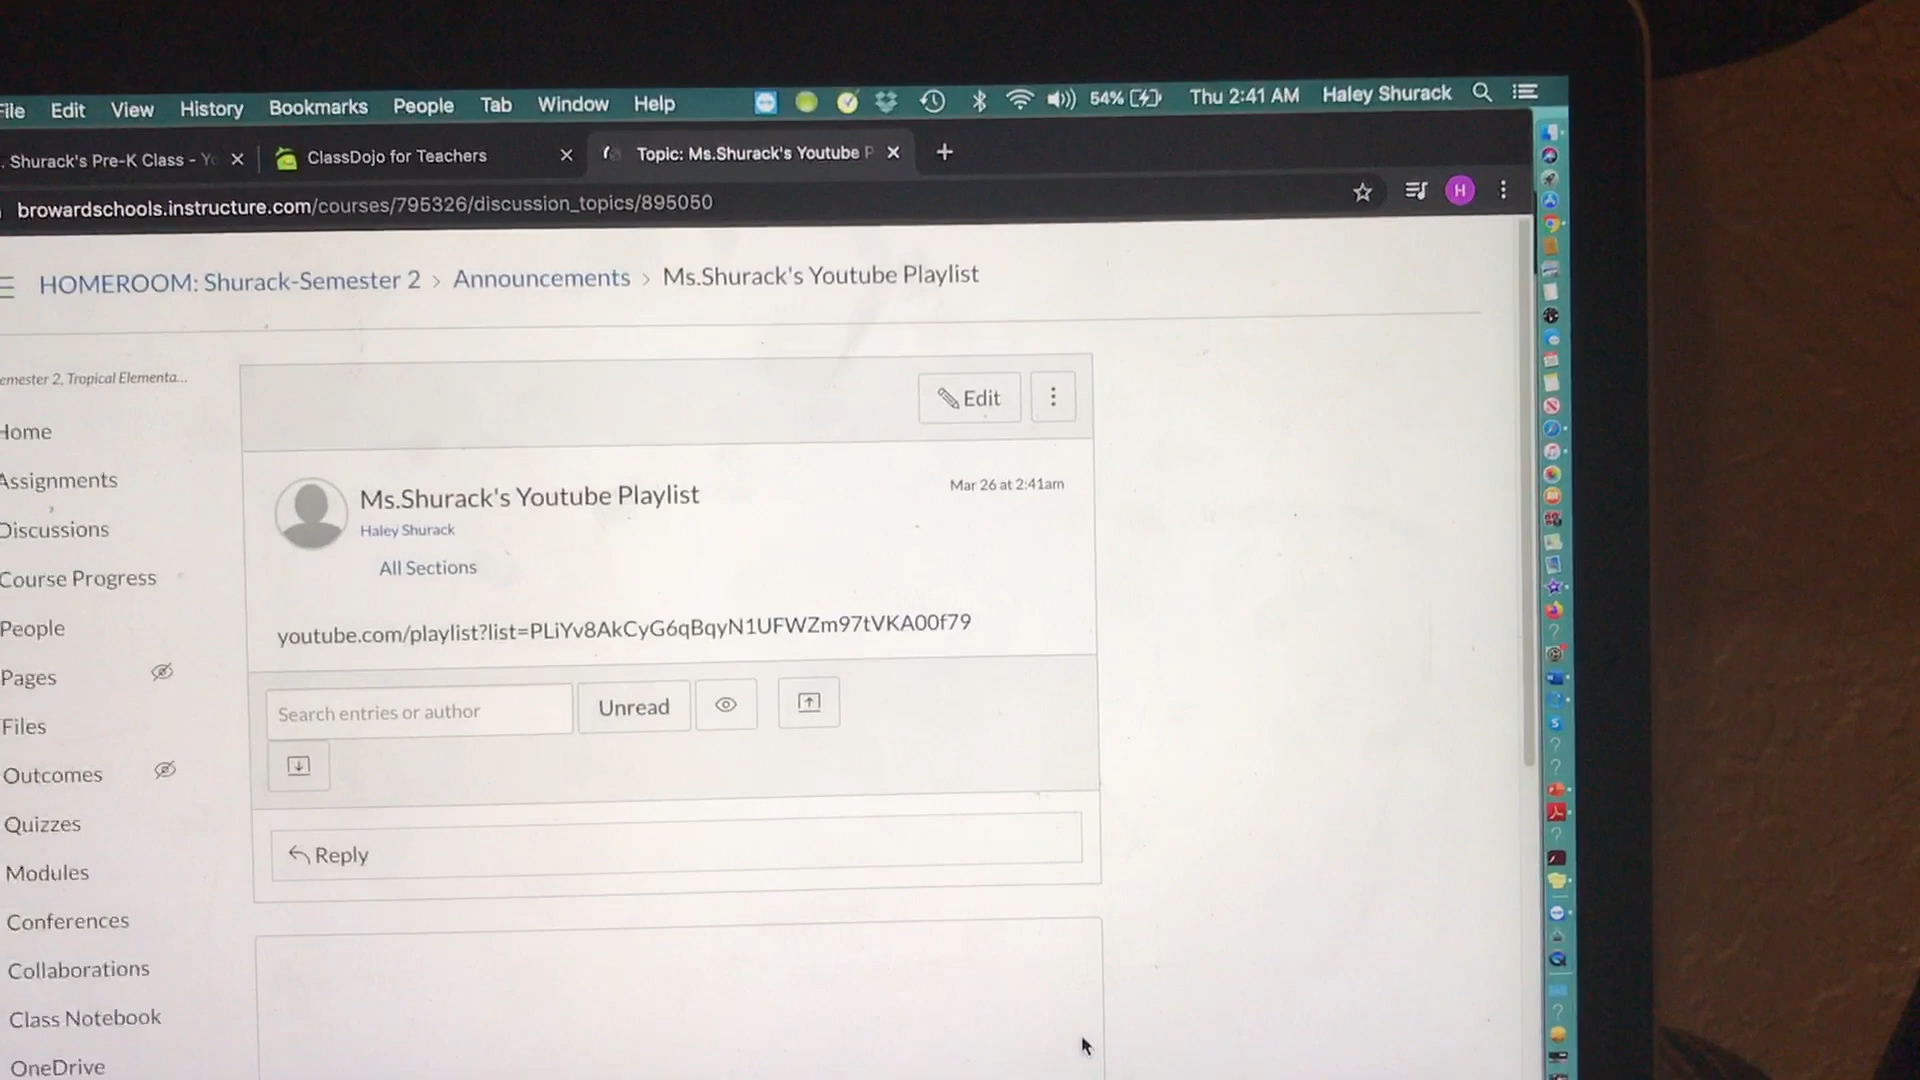 File Edit View History Bookmarks People Tab Window Help 54% Thu 2:41 AM Haley Shurack
. Shurack's Pre-K Class - Yo ClassDojo for Teachers Topic: Ms.Shurack's Youtube P
browardschools.instructure.com/courses/795326/discussion_topics/895050 H
HOMEROOM: Shurack-Semester 2 > Announcements > Ms.Shurack's Youtube Playlist
emester 2, Tropical Elementa...
Home
Assignments
Discussions
Course Progress
People
Pages
Files
Outcomes
Quizzes
Modules
Conferences
Collaborations
Class Notebook
OneDrive
Edit
Ms.Shurack's Youtube Playlist
Mar 26 at 2:41am
Haley Shurack
All Sections
youtube.com/playlist?list=PLiYv8AkCyG6qBqyN1UFWZm97tVKA00f79
Search entries or author Unread
Reply